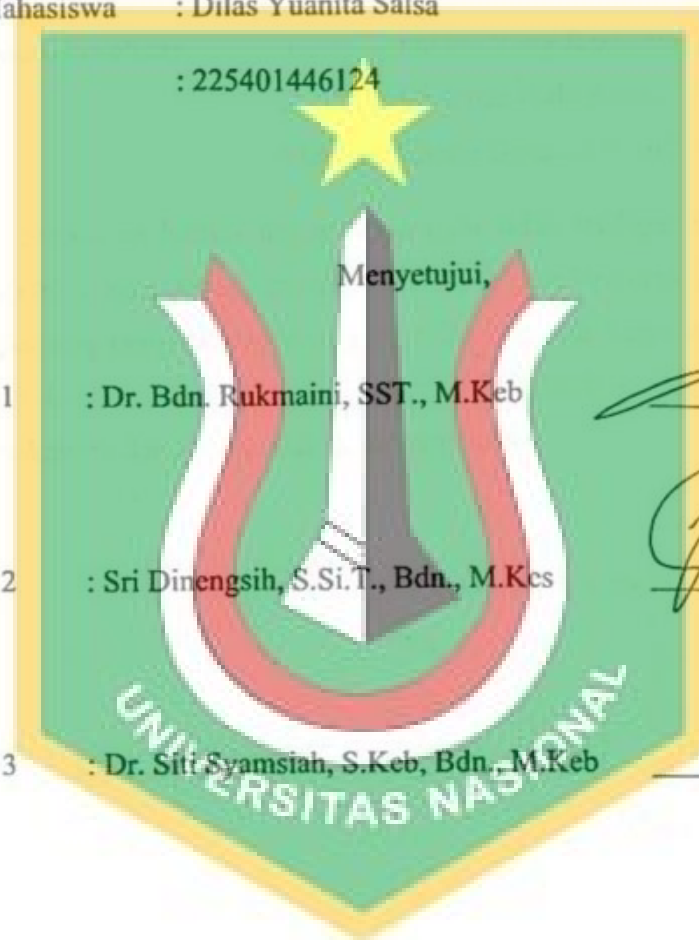 ahasiswa : Dilas Yuanita Salsa
: 225401446124
Menyetujui,
1 : Dr. Bdn. Rukmaini, SST., M.Keb
2 : Sri Dinengsih, S.Si.T., Bdn., M.Kes
3 : Dr. Siti Syamsiah, S.Keb, Bdn., M.Keb
UNIVERSITAS NASIONAL